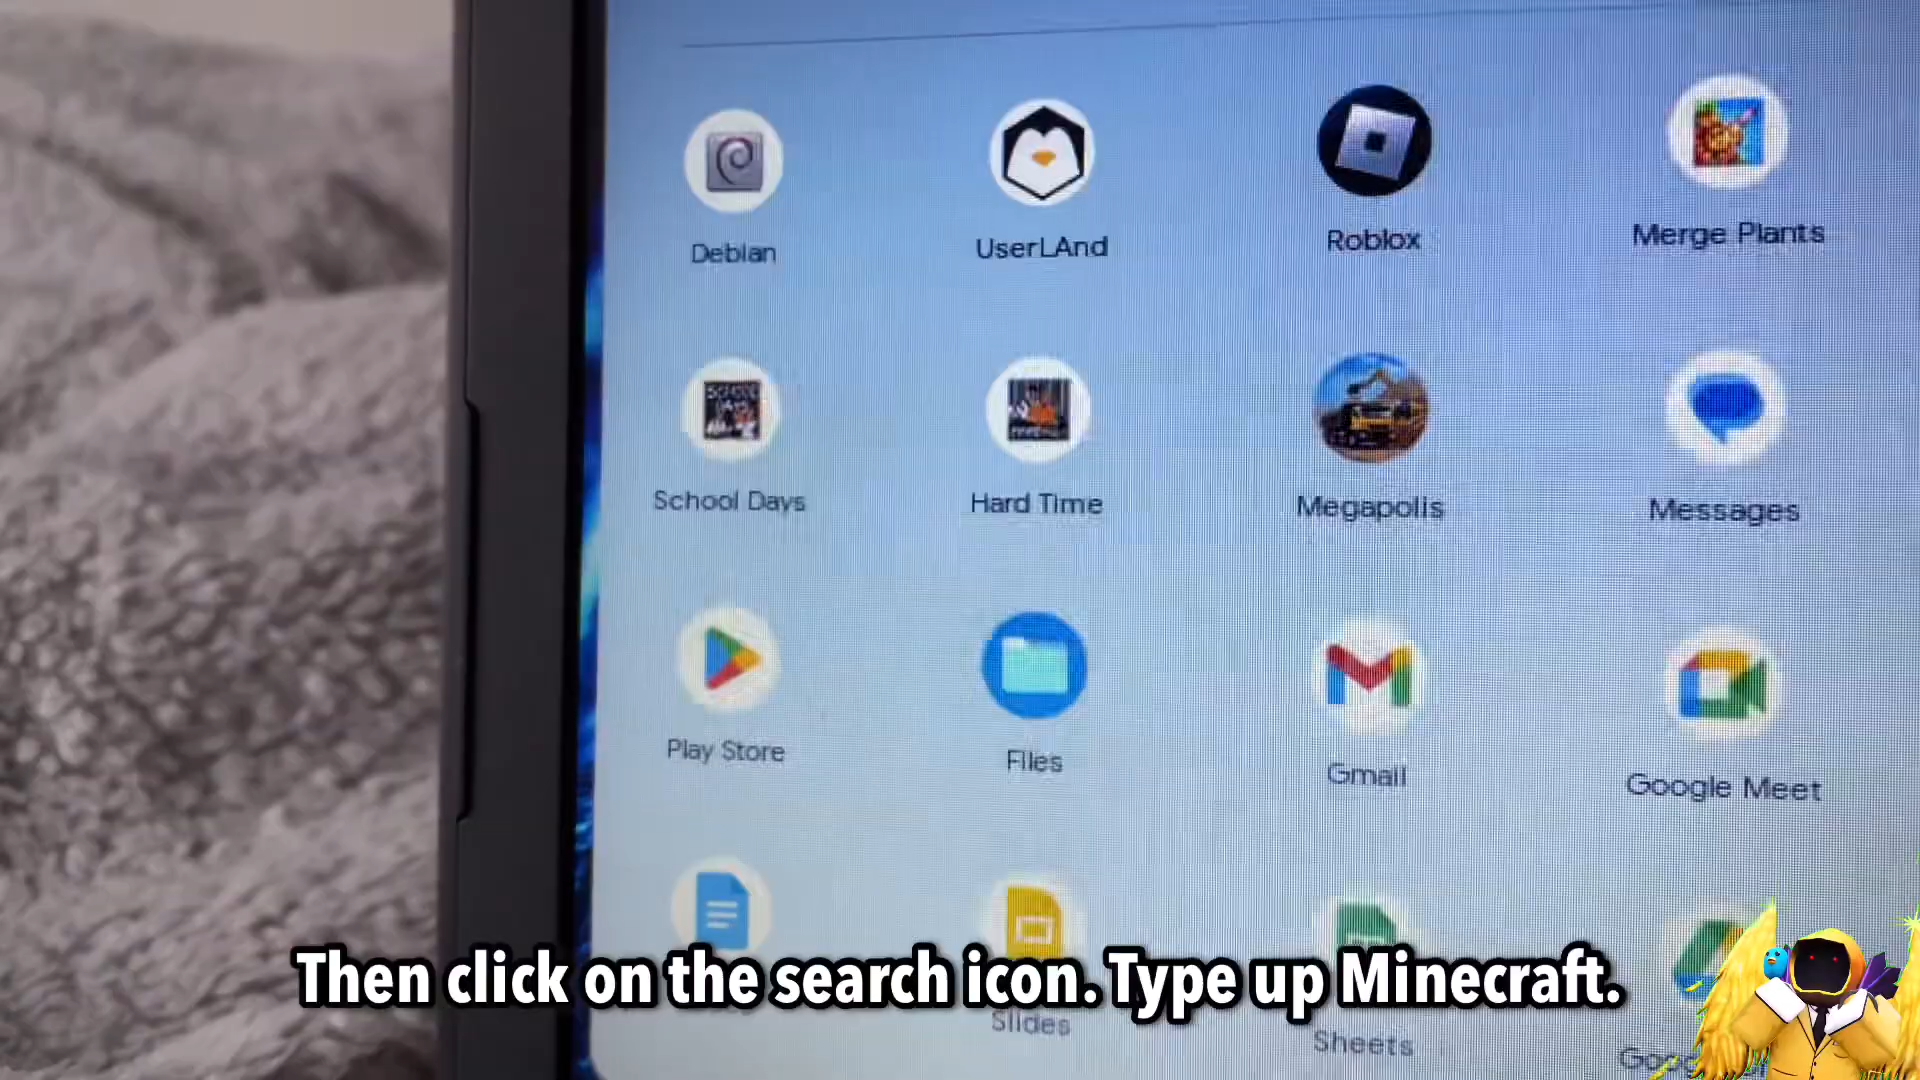 Debian
UserLAnd
Roblox
Merge Plants
School Days
Hard Time
Megapolis
Messages
Play Store
Files
Gmail
Google Meet
Then click on the search icon. Type up Minecraft.
Slides
Sheets